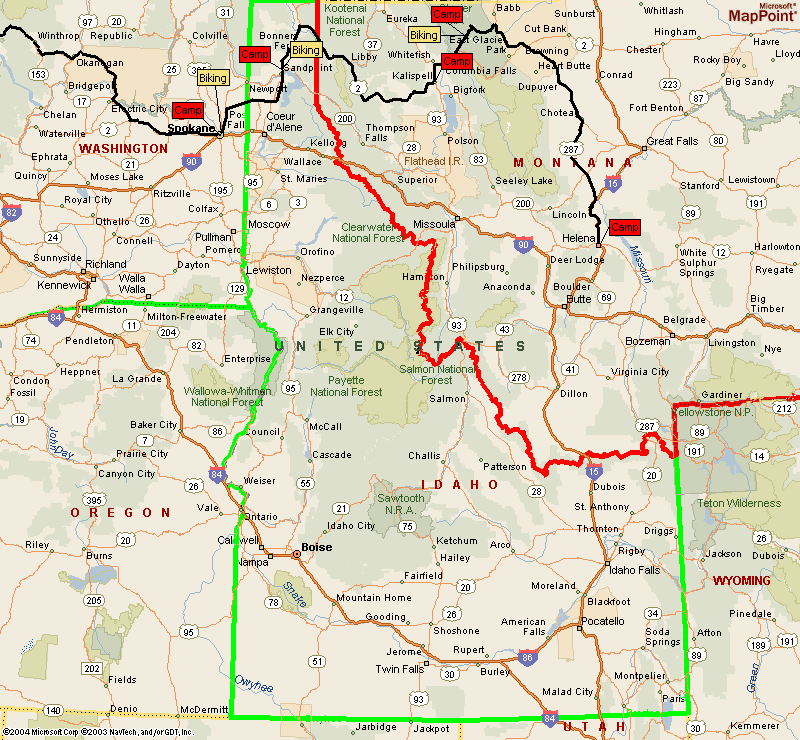 Microsoft®
MapPoint®
Kootenai
National
Forest
Camp
Eureka
Babb
Sunburst
Whitlash
Hingham
Winthrop
Republic
Colville
Bonners
Biking
East Glacier
Park
Cut Bank
Chester
Havre
Libby
Whitefish
Camp
Sandpoint
Kalispell
Camp
Columbia Falls
Heart Butte
Rocky Boy
Okanogan
Biking
Newport
Conrad
Big Sandy
Bridgeport
Bigfork
Dupuyer
Electric City
Camp
Fort Benton
Chelan
Spokane
Coeur
d'Alene
Thompson
Falls
Choteau
Waterville
Polson
Kellogg
Great Falls
WASHINGTON
Ephrata
Wallace
Flathead I.R.
MONTANA
Quincy
Moses Lake
St. Maries
Superior
Seeley Lake
Stanford
Lewistown
Royal City
Ritzville
Colfax
Othello
Moscow
Clearwater
National Forest
Missoula
Lincoln
Connell
Pullman
Helena
Camp
Pomeroy
Orofino
Missouri
Harlowton
Sunnyside
Richland
Dayton
Lewiston
Hamilton
Philipsburg
Deer Lodge
White
Sulphur
Springs
Ryegate
Kennewick
Walla
Walla
Nezperce
Anaconda
Boulder
Butte
Big
Timber
Hermiston
Milton-Freewater
Grangeville
Belgrade
Pendleton
Elk City
Bozeman
Livingston
Enterprise
UNITED STATES
Nye
Heppner
La Grande
Salmon National
Forest
Virginia City
Condon
Fossil
Wallowa-Whitman
National Forest
Payette
National Forest
Salmon
Dillon
Gardiner
Yellowstone N.P.
Baker City
McCall
John Day
Prairie City
Council
Cascade
Challis
Patterson
Canyon City
Weiser
IDAHO
Dubois
Teton Wilderness
OREGON
Vale
Ontario
Sawtooth
N.R.A.
St. Anthony
Idaho City
Thornton
Driggs
Riley
Burns
Caldwell
Boise
Ketchum
Arco
Rigby
Jackson
Dubois
Nampa
Hailey
Idaho Falls
WYOMING
Snake
Fairfield
Moreland
Mountain Home
Blackfoot
Pinedale
Gooding
Shoshone
American
Falls
Pocatello
Soda
Springs
Afton
Big Piney
Jerome
Rupert
Twin Falls
Burley
Montpelier
Green
Fields
Owyhee
Malad City
Paris
Denio
McDermitt
Jarbidge
Jackpot
UTAH
Kemmerer
©2004 Microsoft Corp ©2003 NavTech, and/or GDT, Inc.